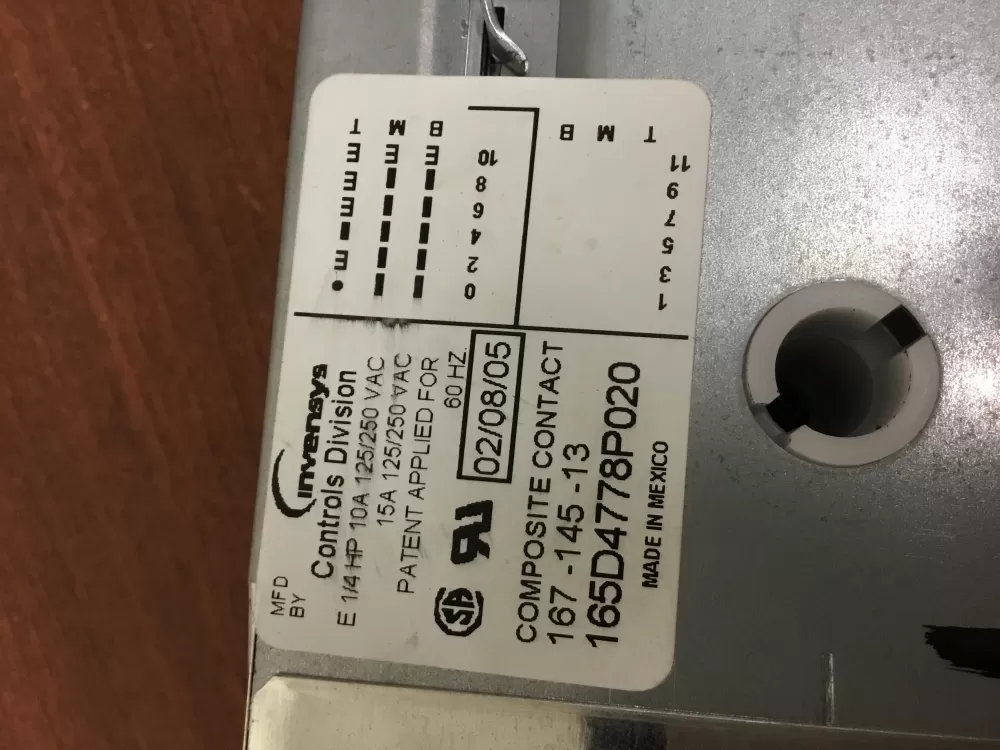 MFD
BY
invensys
Controls Division
E 1/4 HP 10A 125/250 VAC
15A 125/250 VAC
PATENT APPLIED FOR
60 HZ.
SA
02/08/05
COMPOSITE CONTACT
167 -145 -13
165D4778P020
MADE IN MEXICO
1 0
3 2 E
5 4
7 6 E
9 8 E
11 10 E E E
T M B B M T